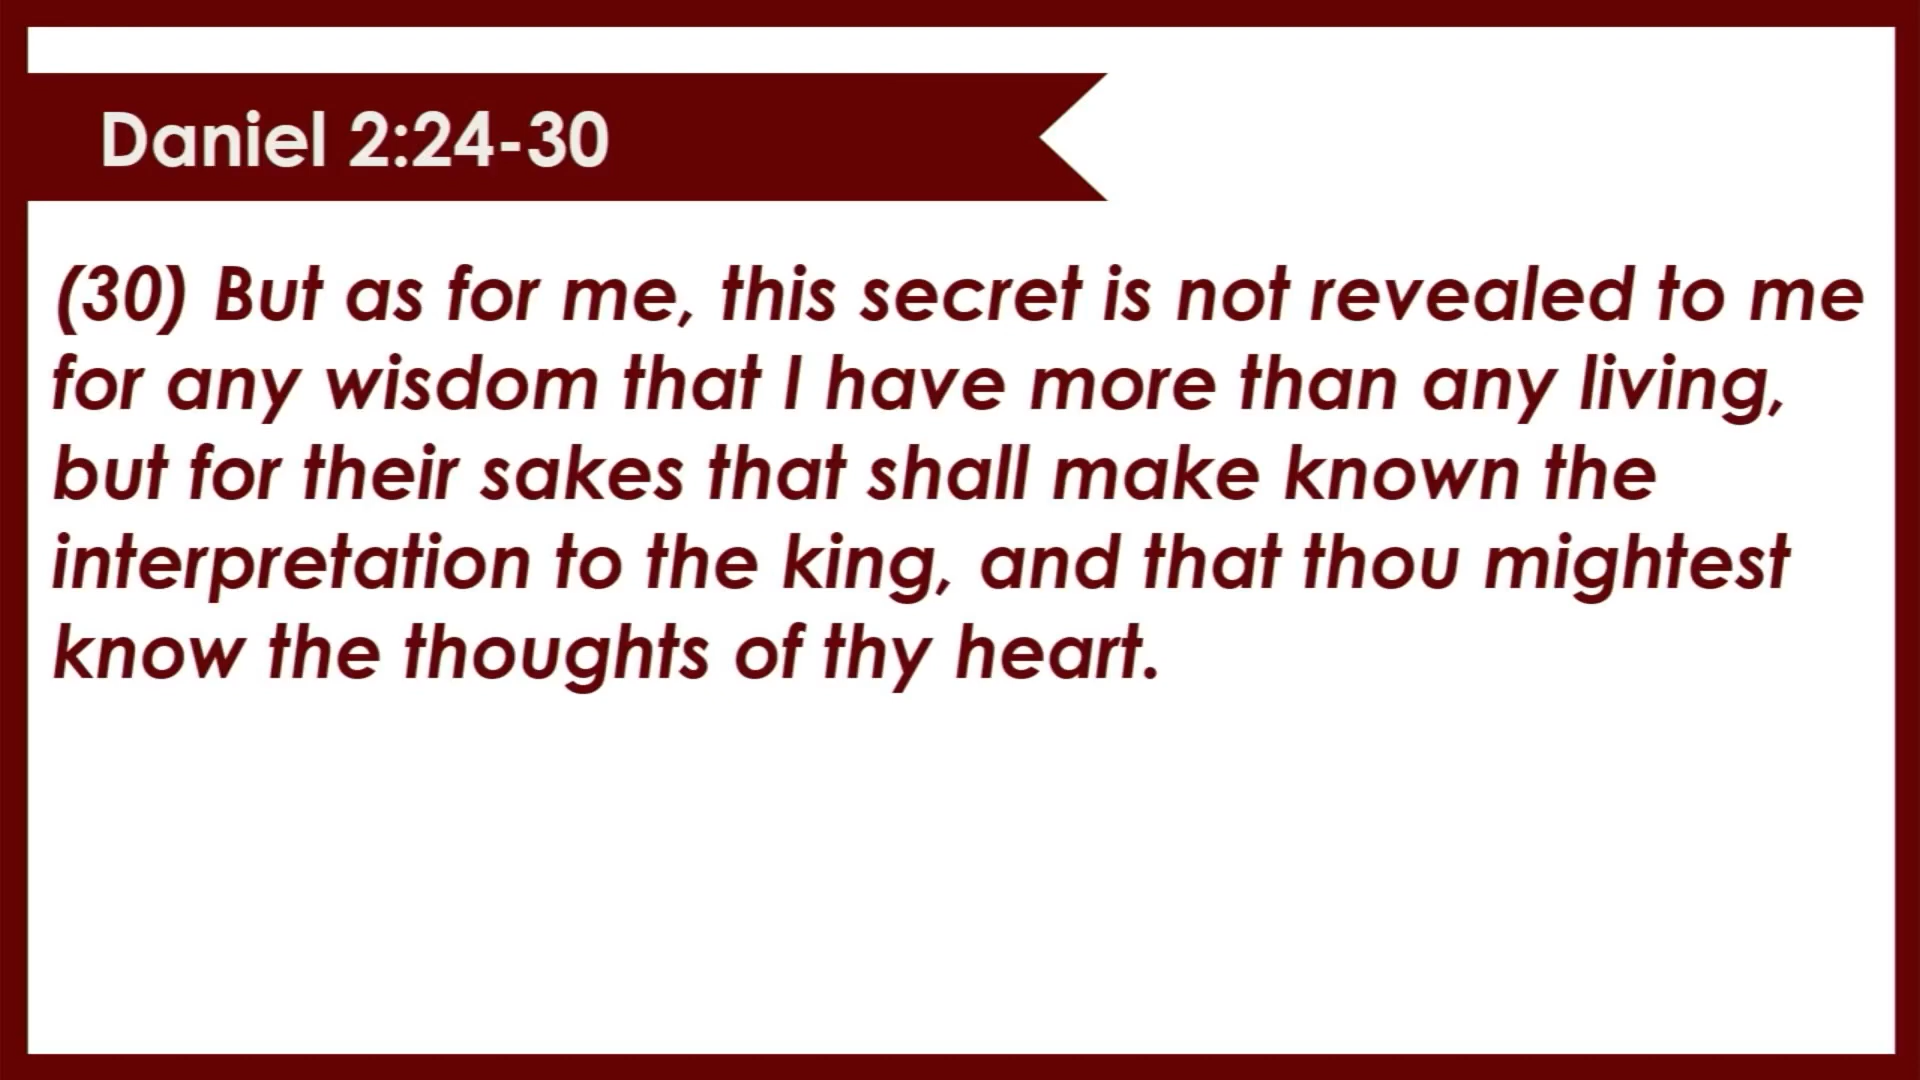 Daniel 2:24-30
(30) But as for me, this secret is not revealed to me
for any wisdom that I have more than any living,
but for their sakes that shall make known the
interpretation to the king, and that thou mightest
know the thoughts of thy heart.